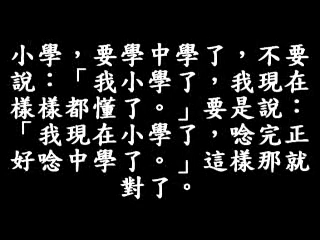 小學，要學中學了，不要
說：「我小學了，我現在
樣樣都懂了。」要是說：
「我現在小學了，唸完正
好唸中學了。」這樣那就
對了。